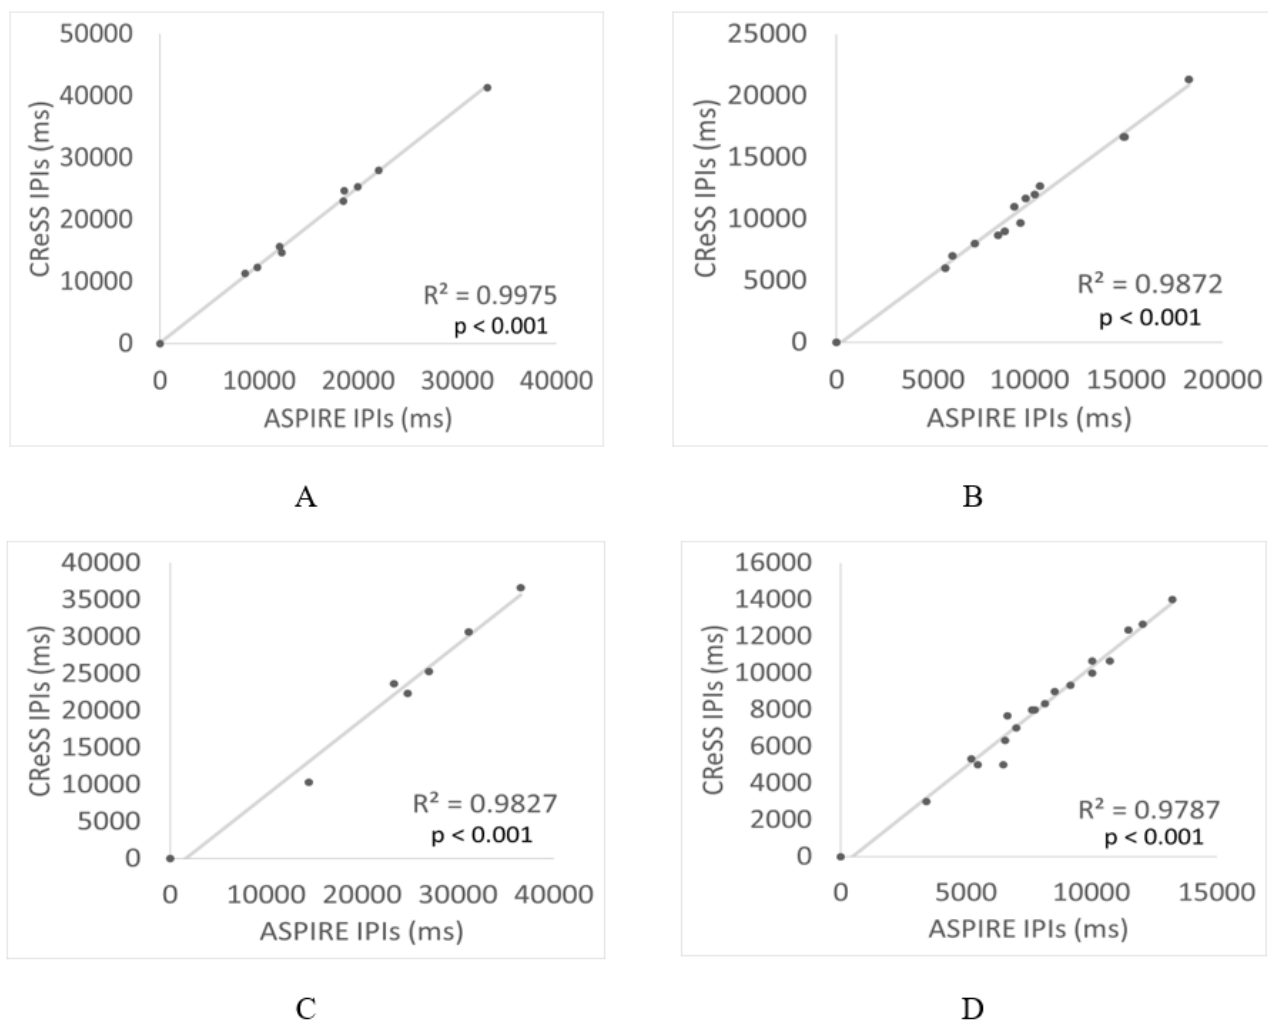 50000
40000
30000
20000
10000
0
CReSS IPIs (ms)
R² = 0.9975
p < 0.001
0 10000 20000 30000 40000
ASPIRE IPIs (ms)
A
25000
20000
15000
10000
5000
0
CReSS IPIs (ms)
R² = 0.9872
p < 0.001
0 5000 10000 15000 20000
ASPIRE IPIs (ms)
B
40000
35000
30000
25000
20000
15000
10000
5000
0
CReSS IPIs (ms)
R² = 0.9827
p < 0.001
0 10000 20000 30000 40000
ASPIRE IPIs (ms)
C
16000
14000
12000
10000
8000
6000
4000
2000
0
CReSS IPIs (ms)
R² = 0.9787
p < 0.001
0 5000 10000 15000
ASPIRE IPIs (ms)
D